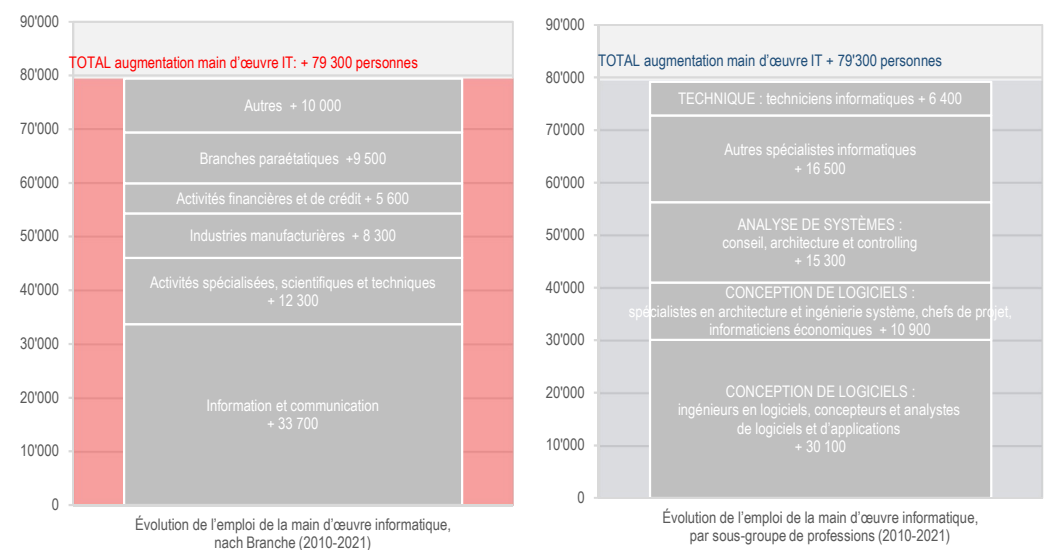 90'000
80'000
70'000
60'000
50'000
40'000
30'000
20'000
10'000
0
TOTAL augmentation main d'œuvre IT: + 79 300 personnes
Autres + 10 000
Branches paraétatiques +9 500
Activités financières et de crédit + 5 600
Industries manufacturières + 8 300
Activités spécialisées, scientifiques et techniques
+ 12 300
Information et communication
+ 33 700
Évolution de l'emploi de la main d'œuvre informatique,
nach Branche (2010-2021)
90'000
80'000
70'000
60'000
50'000
40'000
30'000
20'000
10'000
0
TOTAL augmentation main d'œuvre IT + 79'300 personnes
TECHNIQUE : techniciens informatiques + 6 400
Autres spécialistes informatiques
+ 16 500
ANALYSE DE SYSTÈMES :
conseil, architecture et controlling
+ 15 300
CONCEPTION DE LOGICIELS :
spécialistes en architecture et ingénierie système, chefs de projet,
informaticiens économiques + 10 900
CONCEPTION DE LOGICIELS :
ingénieurs en logiciels, concepteurs et analystes
de logiciels et d'applications
+ 30 100
Évolution de l'emploi de la main d'œuvre informatique,
par sous-groupe de professions (2010-2021)